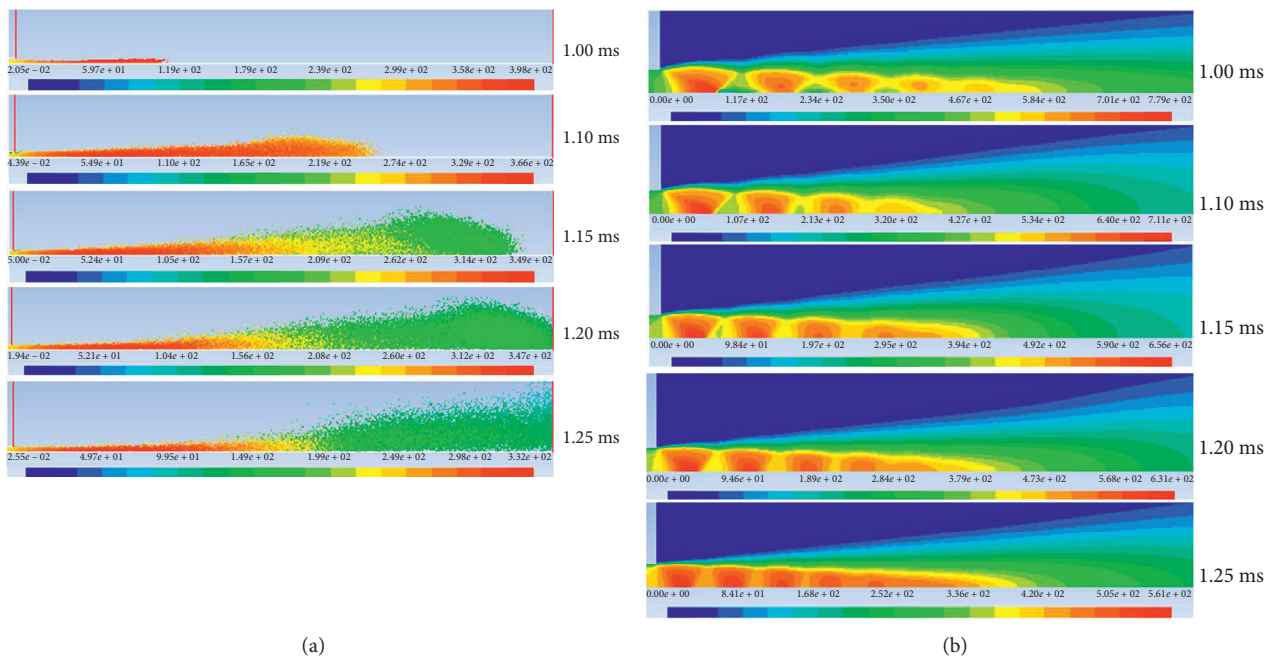 1.00 ms
2.05e − 02 5.97e + 01 1.19e + 02 1.79e + 02 2.39e + 02 2.99e + 02 3.58e + 02 3.98e + 02
1.10 ms
4.39e − 02 5.49e + 01 1.10e + 02 1.65e + 02 2.19e + 02 2.74e + 02 3.29e + 02 3.66e + 02
1.15 ms
5.00e − 02 5.24e + 01 1.05e + 02 1.57e + 02 2.09e + 02 2.62e + 02 3.14e + 02 3.49e + 02
1.20 ms
1.94e − 02 5.21e + 01 1.04e + 02 1.56e + 02 2.08e + 02 2.60e + 02 3.12e + 02 3.47e + 02
1.25 ms
2.55e − 02 4.97e + 01 9.95e + 01 1.49e + 02 1.99e + 02 2.49e + 02 2.98e + 02 3.32e + 02
(a)
1.00 ms
0.00e + 00 1.17e + 02 2.34e + 02 3.50e + 02 4.67e + 02 5.84e + 02 7.01e + 02 7.79e + 02
1.10 ms
0.00e + 00 1.07e + 02 2.13e + 02 3.20e + 02 4.27e + 02 5.34e + 02 6.40e + 02 7.11e + 02
1.15 ms
0.00e + 00 9.84e + 01 1.97e + 02 2.95e + 02 3.94e + 02 4.92e + 02 5.90e + 02 6.56e + 02
1.20 ms
0.00e + 00 9.46e + 01 1.89e + 02 2.84e + 02 3.79e + 02 4.73e + 02 5.68e + 02 6.31e + 02
1.25 ms
0.00e + 00 8.41e + 01 1.68e + 02 2.52e + 02 3.36e + 02 4.20e + 02 5.05e + 02 5.61e + 02
(b)